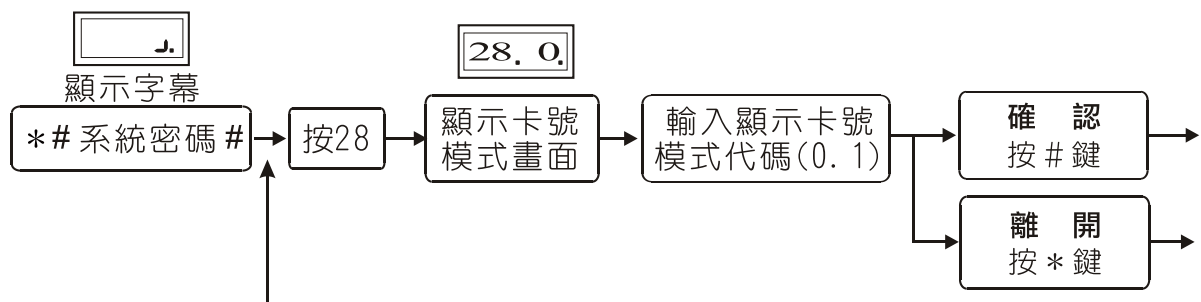 顯示字幕
*#系統密碼#
按28
28. 0.
顯示卡號
模式畫面
輸入顯示卡號
模式代碼(0.1)
確 認
按#鍵
離 開
按*鍵